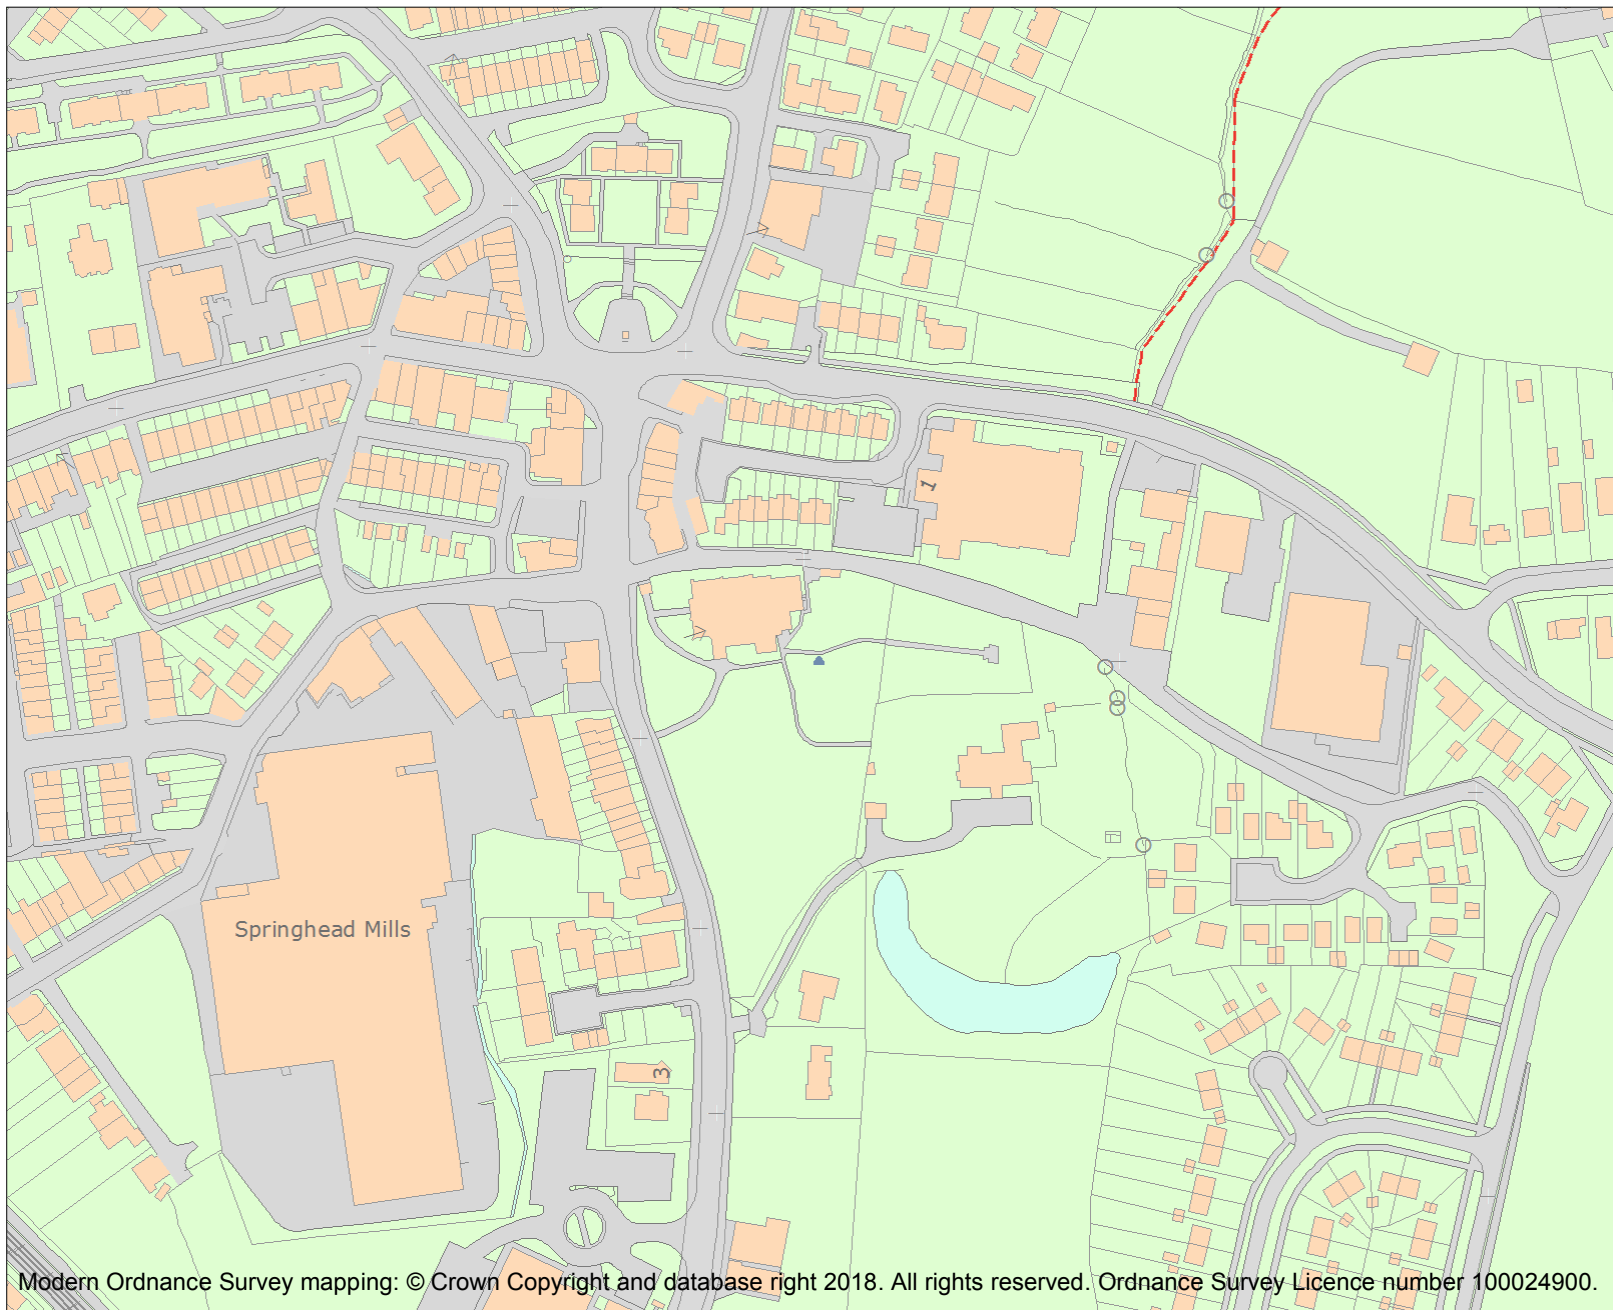 1
Springhead Mills
3
Modern Ordnance Survey mapping: © Crown Copyright and database right 2018. All rights reserved. Ordnance Survey Licence number 100024900.